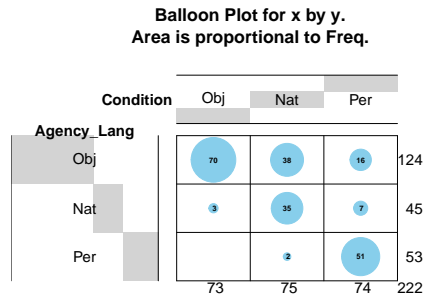 Balloon Plot for x by y.
Area is proportional to Freq.
Condition Obj Nat Per
Agency_Lang
Obj 70 38 16 124
Nat 3 35 7 45
Per 2 51 53
73 75 74 222